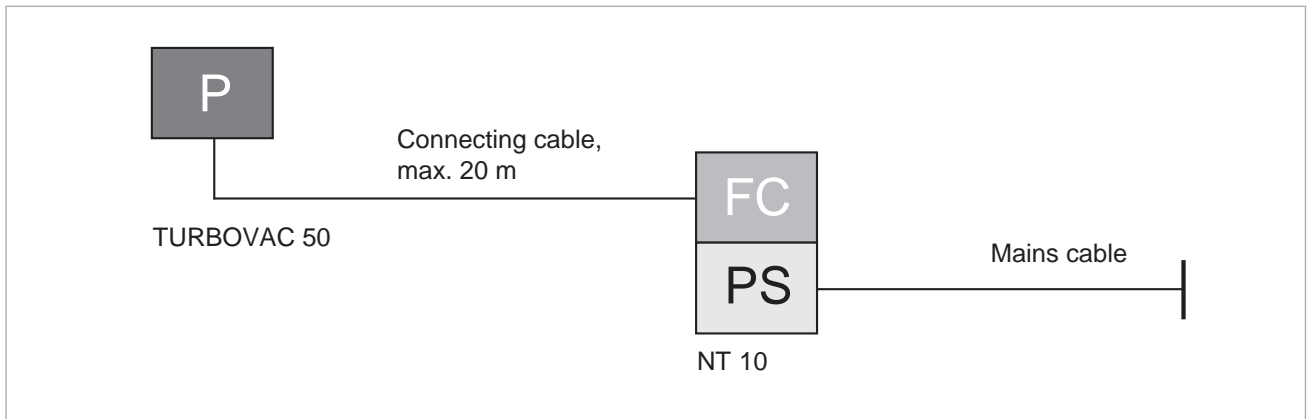 P
Connecting cable,
max. 20 m
FC
TURBOVAC 50
Mains cable
PS
NT 10